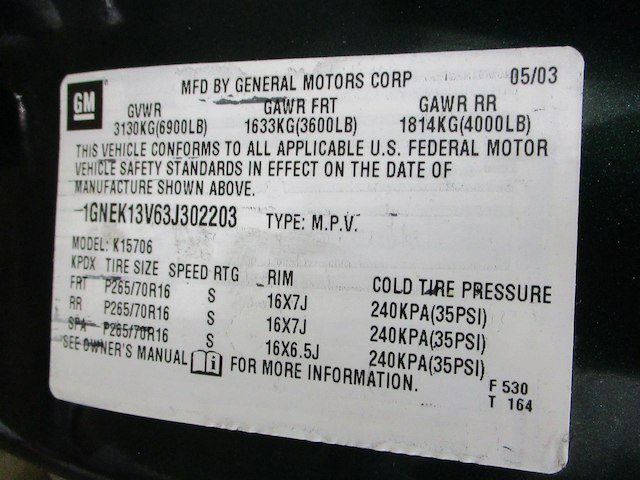 GM
MFD BY GENERAL MOTORS CORP 05/03
GVWR GAWR FRT GAWR RR
3130KG(6900LB) 1633KG(3600LB) 1814KG(4000LB)
THIS VEHICLE CONFORMS TO ALL APPLICABLE U.S. FEDERAL MOTOR
VEHICLE SAFETY STANDARDS IN EFFECT ON THE DATE OF
MANUFACTURE SHOWN ABOVE.
1GNEK13V63J302203 TYPE: M.P.V.
MODEL: K15706
KPDX TIRE SIZE SPEED RTG RIM COLD TIRE PRESSURE
FRT P265/70R16 S 16X7J 240KPA(35PSI)
RR P265/70R16 S 16X7J 240KPA(35PSI)
SPA P265/70R16 S 16X6.5J 240KPA(35PSI)
SEE OWNER'S MANUAL i FOR MORE INFORMATION.
F 530
T 164